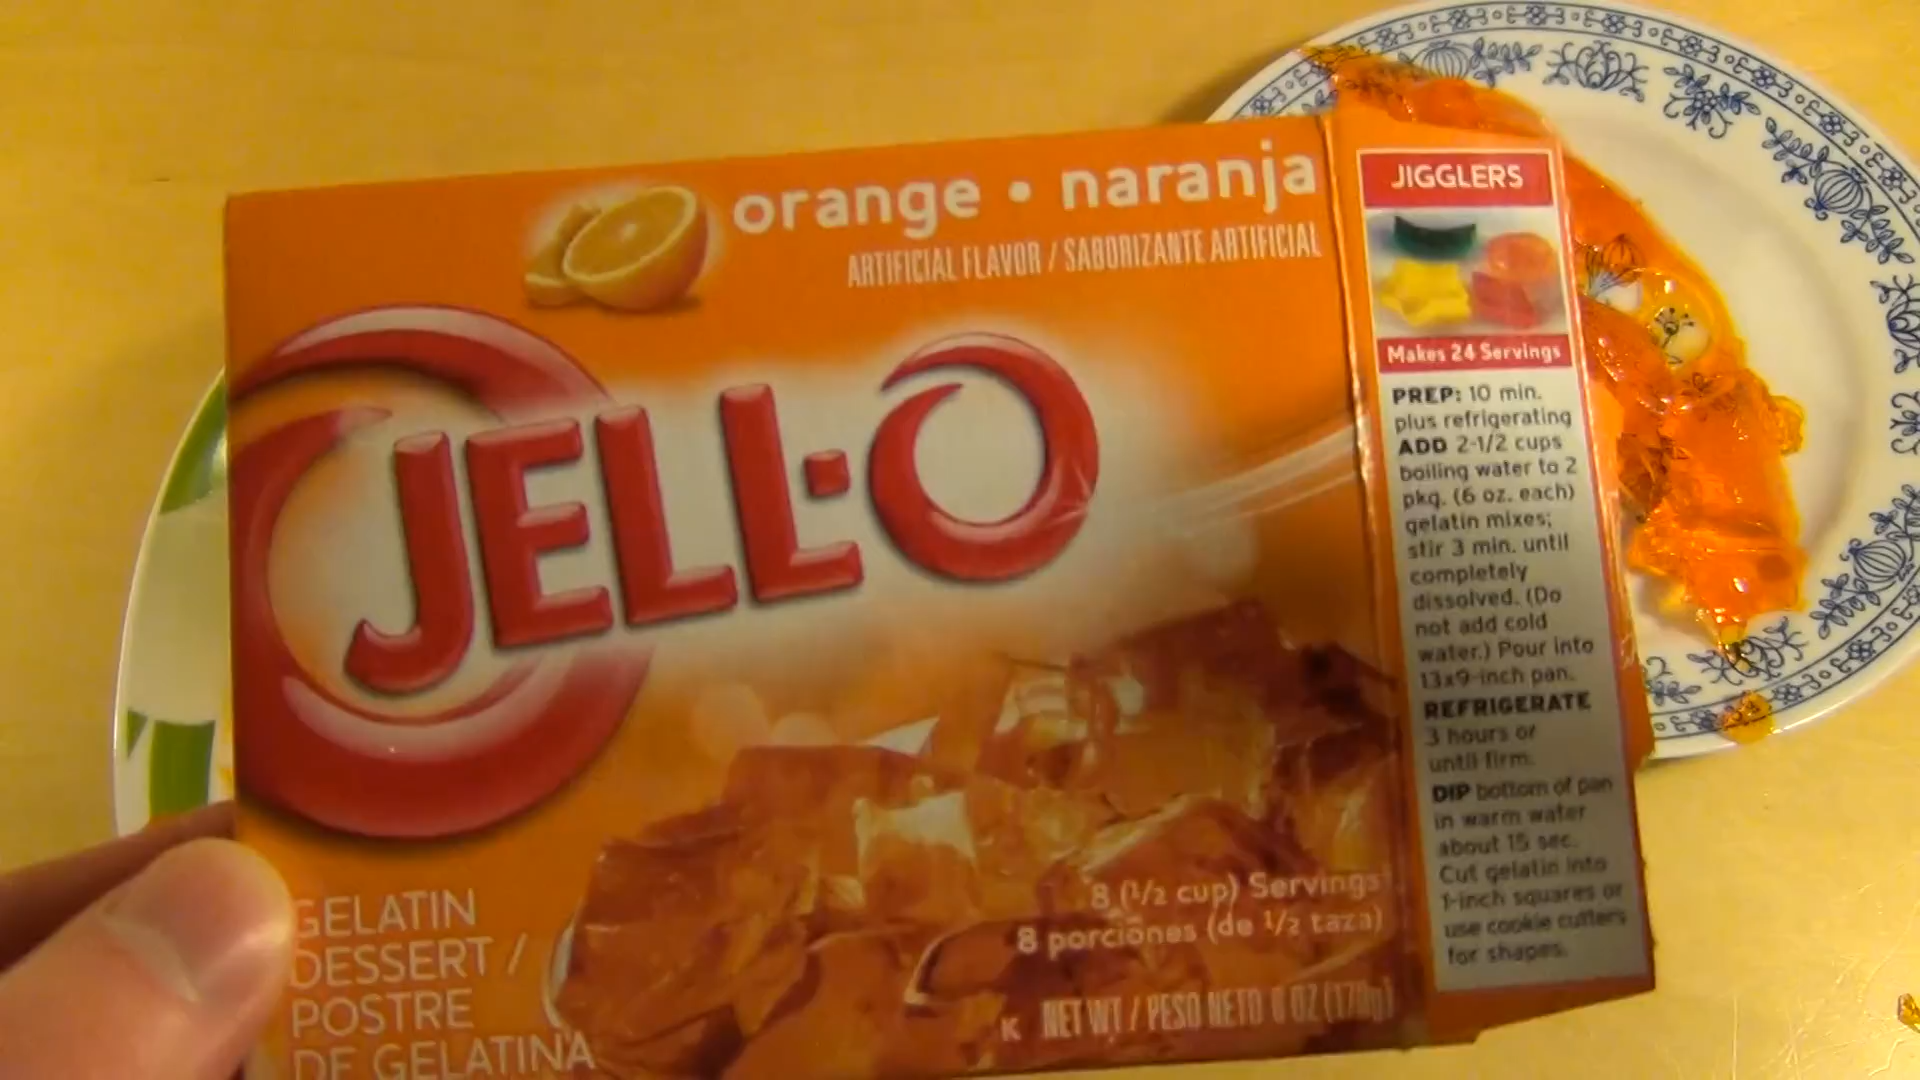 orange • naranja
ARTIFICIAL FLAVOR / SABORIZANTE ARTIFICIAL
JELL-O
GELATIN
DESSERT /
POSTRE
DE GELATINA
8 (1/2 cup) Servings
8 porciones (de 1/2 taza)
K NET WT / PESO NETO 6 OZ (170g)
JIGGLERS
Makes 24 Servings
PREP: 10 min.
plus refrigerating
ADD 2-1/2 cups
boiling water to 2
pkg. (6 oz. each)
gelatin mixes;
stir 3 min. until
completely
dissolved. (Do
not add cold
water.) Pour into
13x9-inch pan.
REFRIGERATE
3 hours or
until firm.
DIP bottom of pan
in warm water
about 15 sec.
Cut gelatin into
1-inch squares or
use cookie cutters
for shapes.